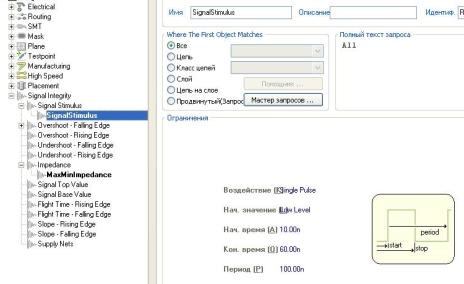 Electrical
Routing
SMT
Mask
Plane
Testpoint
Manufacturing
High Speed
Placement
Signal Integrity
Signal Stimulus
SignalStimulus
Overshoot - Falling Edge
Overshoot - Rising Edge
Undershoot - Falling Edge
Undershoot - Rising Edge
Impedance
MaxMinImpedance
Signal Top Value
Signal Base Value
Flight Time - Rising Edge
Flight Time - Falling Edge
Slope - Rising Edge
Slope - Falling Edge
Supply Nets
Имя SignalStimulus Описание Идентиф.
Where The First Object Matches
Все
Цепь
Класс цепей
Слой
Цепь на слое
Продвинутый(Запрос
Помощник ...
Мастер запросов ...
Полный текст запроса
All
Ограничения
Воздействие [K]Single Pulse
Нач. значение Low Level
Нач. время [A] 10.00n
Кон. время [O] 60.00n
Период [P] 100.00n
period
start
stop